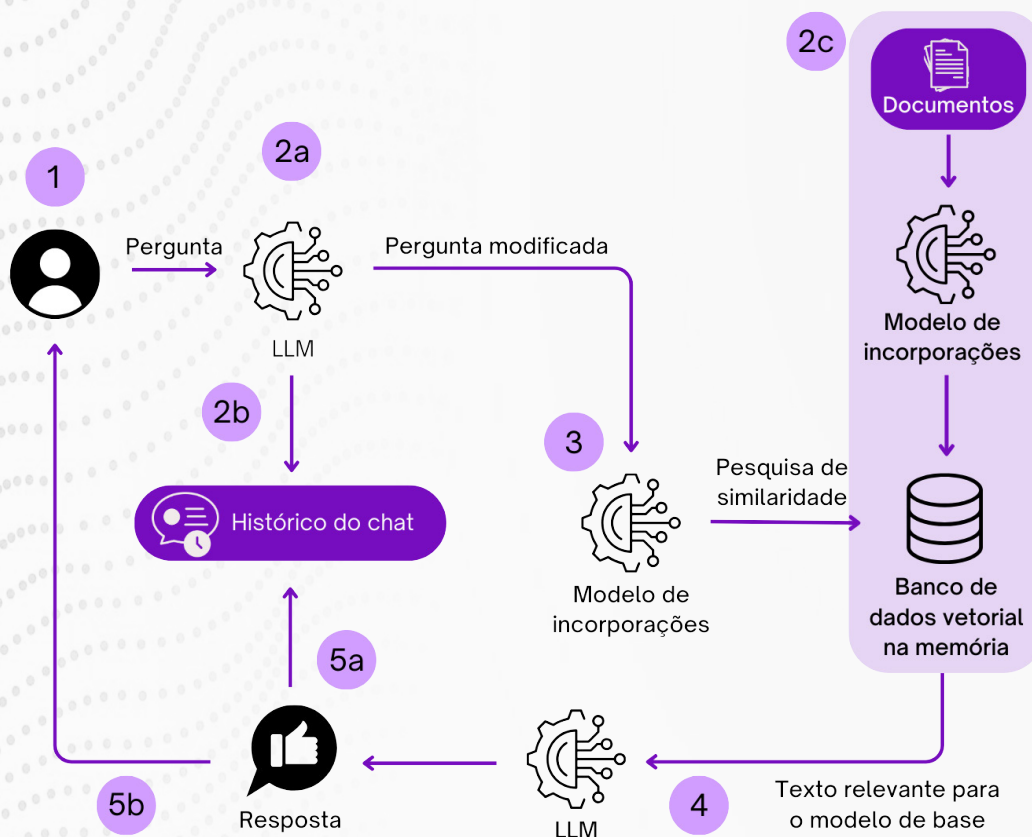 2c
Documentos
2a
1
Pergunta
Pergunta modificada
LLM
Modelo de
incorporações
2b
3
Pesquisa de
similaridade
Histórico do chat
Modelo de
incorporações
Banco de
dados vetorial
na memória
5a
5b
Resposta
LLM
4
Texto relevante para
o modelo de base